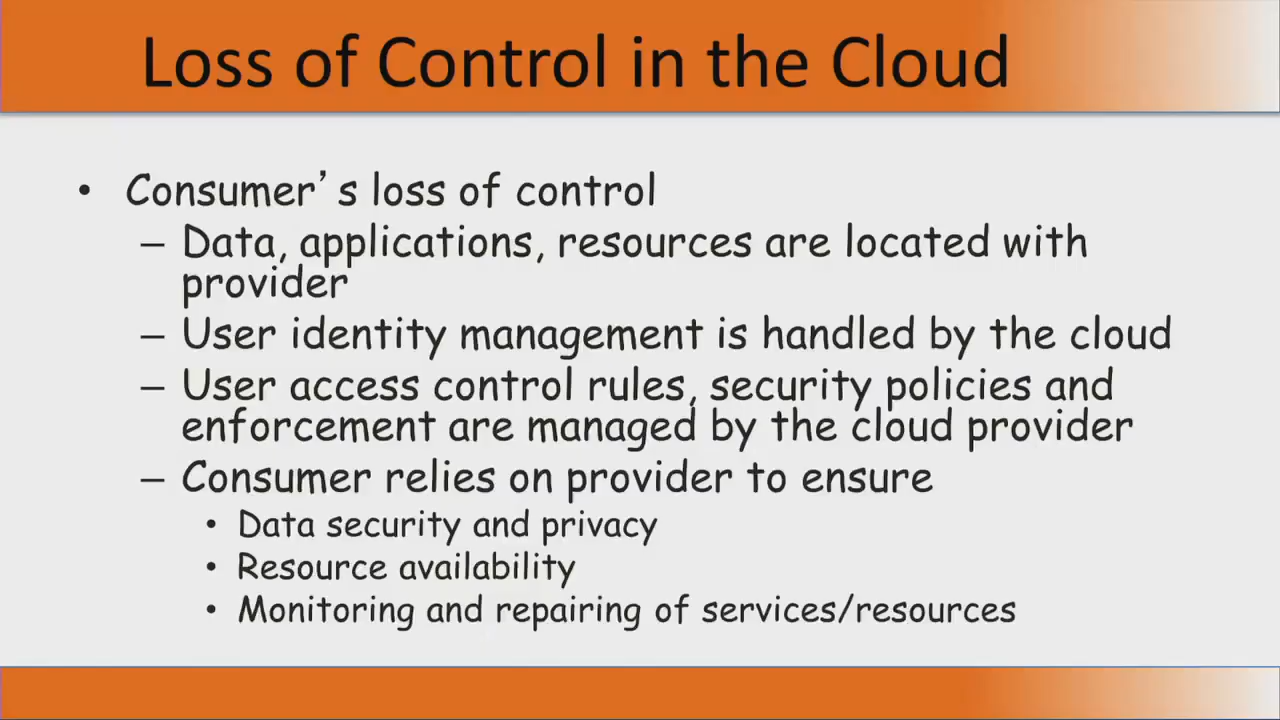 Loss of Control in the Cloud
• Consumer's loss of control
– Data, applications, resources are located with
provider
– User identity management is handled by the cloud
– User access control rules, security policies and
enforcement are managed by the cloud provider
– Consumer relies on provider to ensure
• Data security and privacy
• Resource availability
• Monitoring and repairing of services/resources